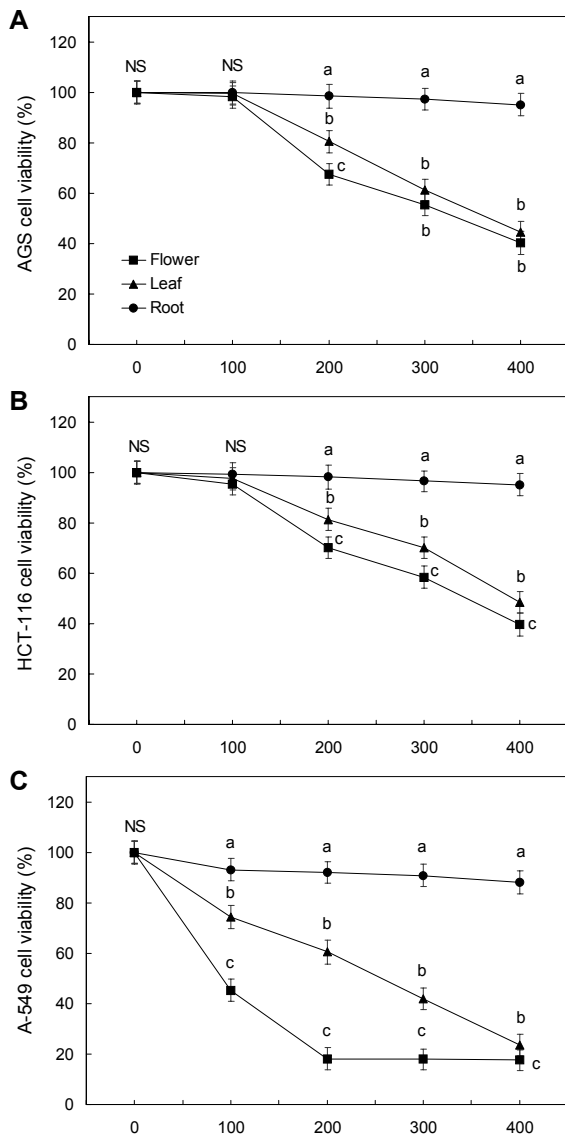 A
AGS cell viability (%)
120
100
80
60
40
20
0
NS NS a a a
b
c b b
b b
Flower
Leaf
Root
0 100 200 300 400
B
HCT-116 cell viability (%)
120
100
80
60
40
20
0
NS NS a a a
b b
c c b
c
0 100 200 300 400
C
A-549 cell viability (%)
120
100
80
60
40
20
0
NS a a a a
b b
c b
c c b
c
0 100 200 300 400